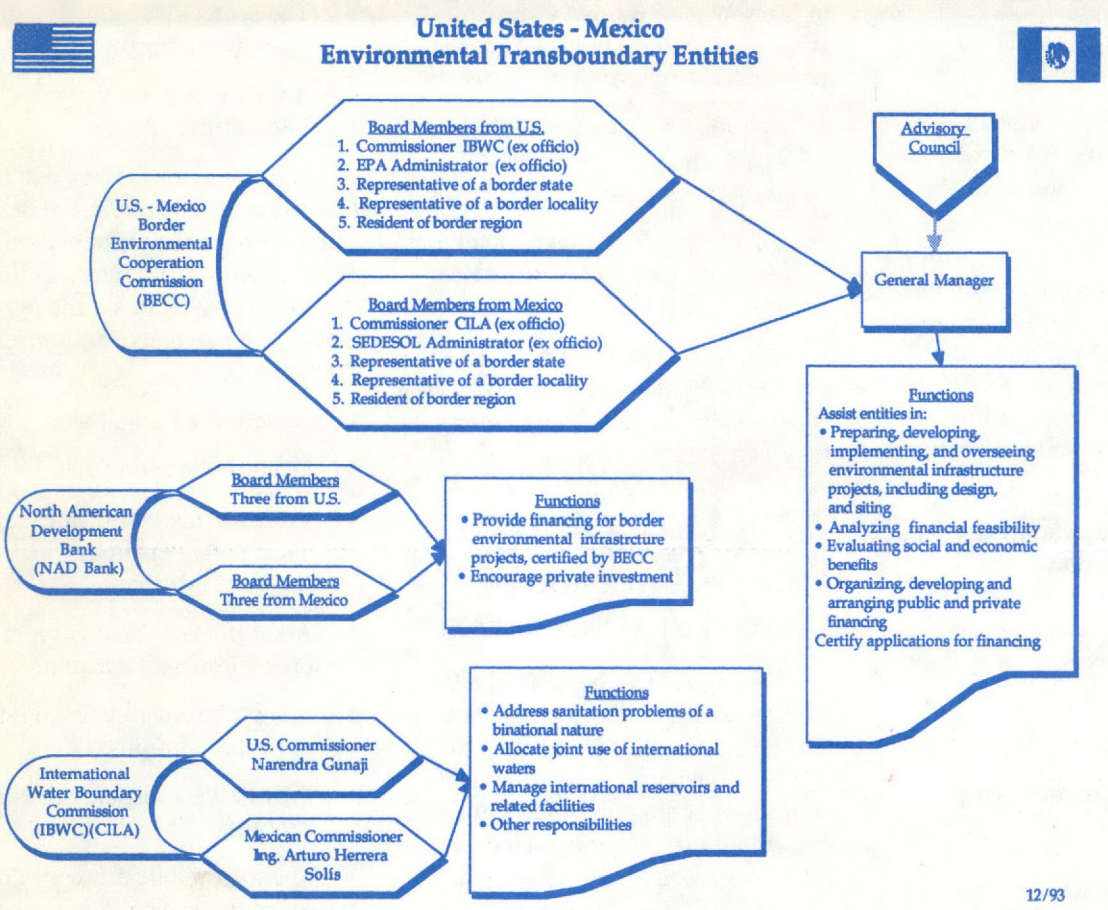 United States - Mexico
Environmental Transboundary Entities
U.S. - Mexico
Border
Environmental
Cooperation
Commission
(BECC)
Board Members from U.S.
1. Commissioner IBWC (ex officio)
2. EPA Administrator (ex officio)
3. Representative of a border state
4. Representative of a border locality
5. Resident of border region
Board Members from Mexico
1. Commissioner CILA (ex officio)
2. SEDESOL Administrator (ex officio)
3. Representative of a border state
4. Representative of a border locality
5. Resident of border region
Advisory
Council
General Manager
Functions
Assist entities in:
• Preparing, developing,
implementing, and overseeing
environmental infrastructure
projects, including design,
and siting
• Analyzing financial feasibility
• Evaluating social and economic
benefits
• Organizing, developing and
arranging public and private
financing
Certify applications for financing
North American
Development
Bank
(NAD Bank)
Board Members
Three from U.S.
Board Members
Three from Mexico
Functions
• Provide financing for border
environmental infrastrcture
projects, certified by BECC
• Encourage private investment
International
Water Boundary
Commission
(IBWC)(CILA)
U.S. Commissioner
Narendra Gunaji
Mexican Commissioner
Ing. Arturo Herrera
Solís
Functions
• Address sanitation problems of a
binational nature
• Allocate joint use of international
waters
• Manage international reservoirs and
related facilities
• Other responsibilities
12/93